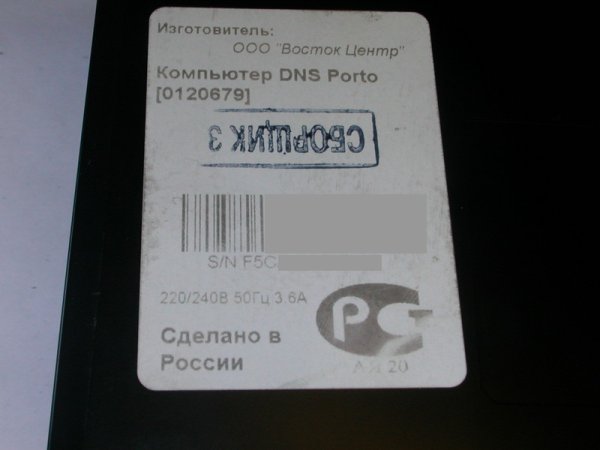 Изготовитель:
ООО "Восток Центр"
Компьютер DNS Porto
[0120679]
СБОРЩИК 3
S/N F5C
220/240В 50Гц 3.6А
РС
АЯ 20
Сделано в
России